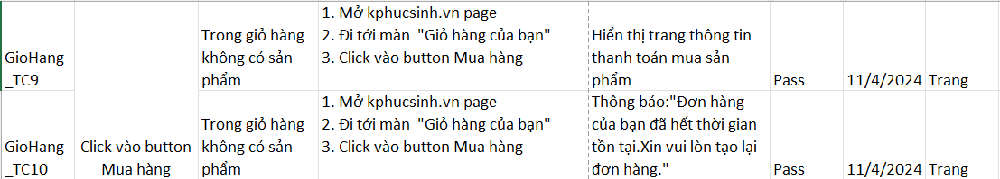 GioHang
_TC9
Trong giỏ hàng
không có sản
phẩm
1. Mở kphucsinh.vn page
2. Đi tới màn "Giỏ hàng của bạn"
3. Click vào button Mua hàng
Hiển thị trang thông tin
thanh toán mua sản
phẩm
Pass
11/4/2024
Trang
GioHang
_TC10
Click vào button
Mua hàng
Trong giỏ hàng
không có sản
phẩm
1. Mở kphucsinh.vn page
2. Đi tới màn "Giỏ hàng của bạn"
3. Click vào button Mua hàng
Thông báo:"Đơn hàng
của bạn đã hết thời gian
tồn tại.Xin vui lòn tạo lại
đơn hàng."
Pass
11/4/2024
Trang